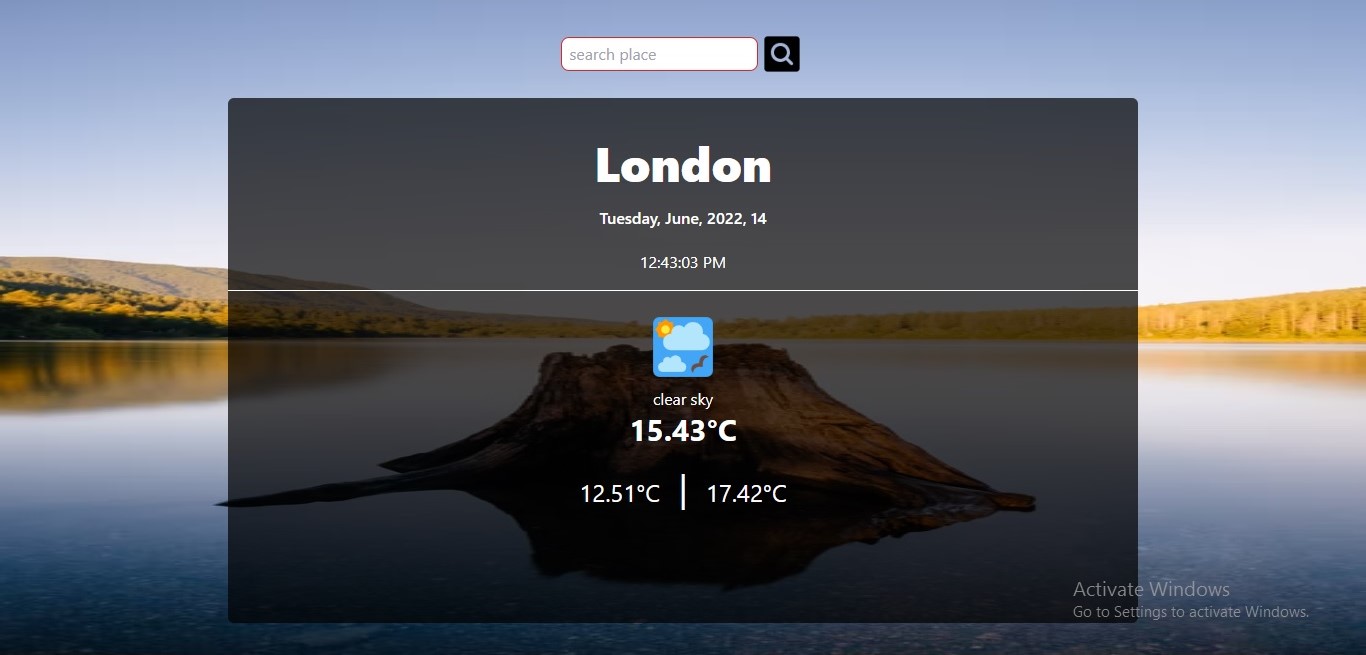 search place
London
Tuesday, June, 2022, 14
12:43:03 PM
clear sky
15.43°C
12.51°C | 17.42°C
Activate Windows
Go to Settings to activate Windows.